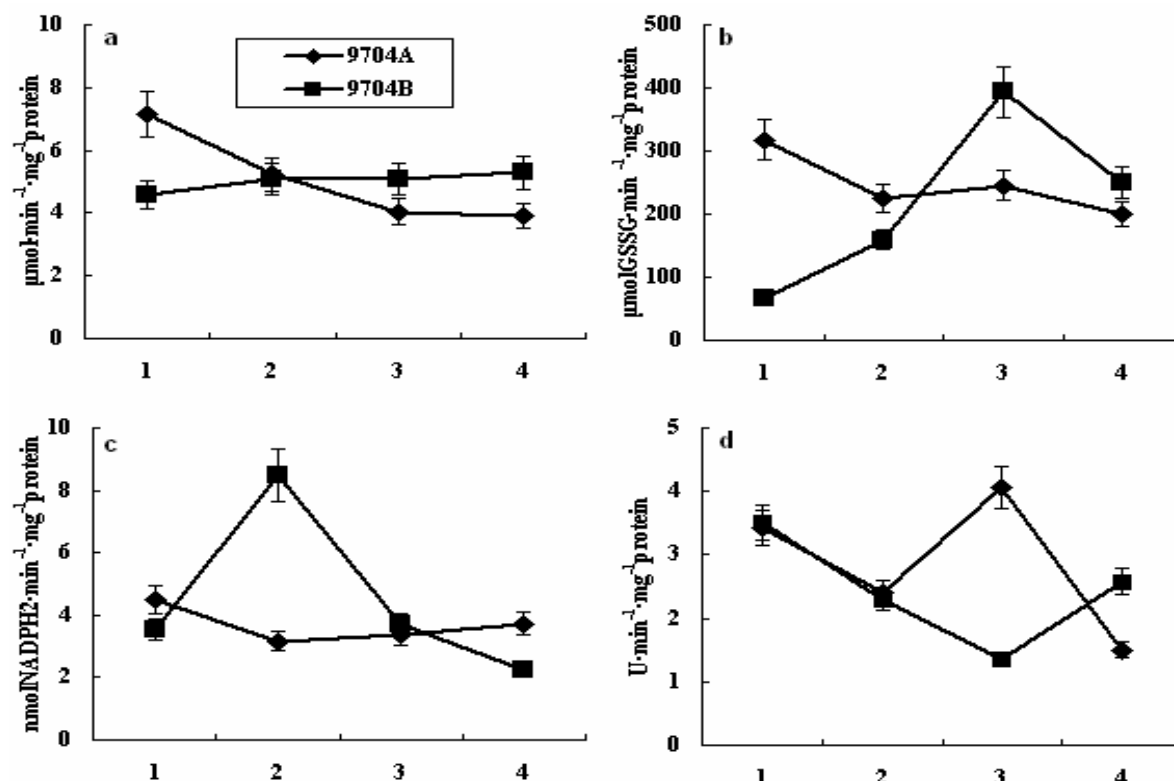 a
9704A
9704B
10
8
6
4
2
0
μmol·min⁻¹·mg⁻¹protein
1 2 3 4
b
500
400
300
200
100
0
μmolGSSG·min⁻¹·mg⁻¹protein
1 2 3 4
c
10
8
6
4
2
0
nmolNADPH2·min⁻¹·mg⁻¹protein
1 2 3 4
d
5
4
3
2
1
0
U·min⁻¹·mg⁻¹protein
1 2 3 4